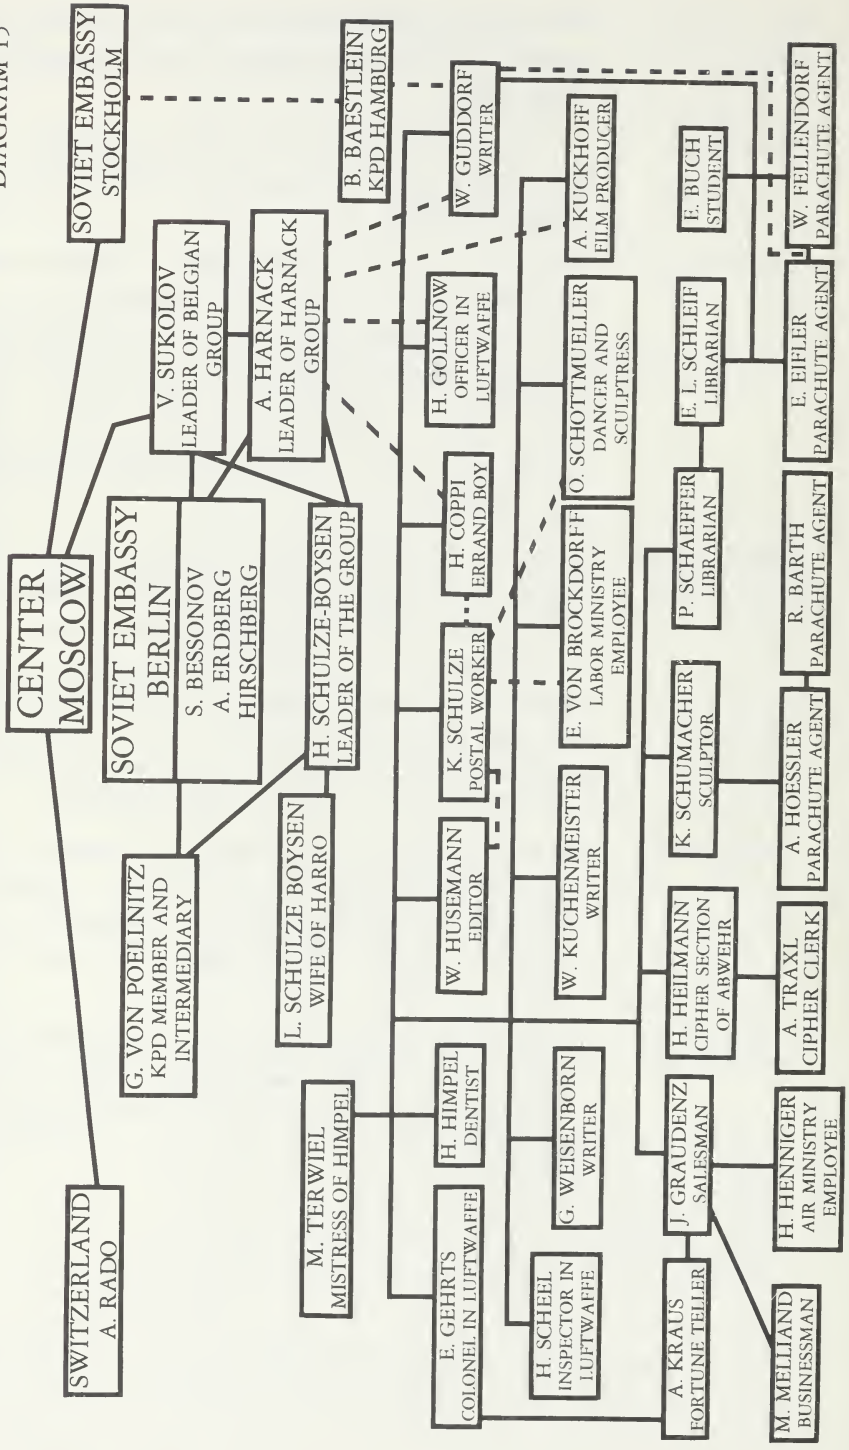 DIAGRAM
CENTER
MOSCOW
SWITZERLAND
A. RADO
SOVIET EMBASSY
STOCKHOLM
G. VON POELLNITZ
KPD MEMBER AND
INTERMEDIARY
SOVIET EMBASSY
BERLIN
S. BESSONOV
A. ERDBERG
HIRSCHBERG
V. SUKOLOV
LEADER OF BELGIAN
GROUP
A. HARNACK
LEADER OF HARNACK
GROUP
L. SCHULZE BOYSEN
WIFE OF HARRO
H. SCHULZE-BOYSEN
LEADER OF THE GROUP
M. TERWIEL
MISTRESS OF HIMPEL
B. BAESTLEIN
KPD HAMBURG
E. GEHRTS
COLONEL IN LUFTWAFFE
H. HIMPEL
DENTIST
W. HUSEMANN
EDITOR
K. SCHULZE
POSTAL WORKER
H. COPPI
ERRAND BOY
H. GOLLNOW
OFFICER IN
LUFTWAFFE
W. GUDDORF
WRITER
H. SCHEEL
INSPECTOR IN
LUFTWAFFE
G. WEISENBORN
WRITER
W. KUCHENMEISTER
WRITER
E. VON BROCKDORFF
LABOR MINISTRY
EMPLOYEE
O. SCHOTTMUELLER
DANCER AND
SCULPTRESS
A. KUCKHOFF
FILM PRODUCER
A. KRAUS
FORTUNE TELLER
J. GRAUDENZ
SALESMAN
H. HEILMANN
CIPHER SECTION
OF ABWEHR
K. SCHUMACHER
SCULPTOR
P. SCHAEFFER
LIBRARIAN
E. L. SCHLEIF
LIBRARIAN
E. BUCH
STUDENT
M. MELLIAND
BUSINESSMAN
H. HENNIGER
AIR MINISTRY
EMPLOYEE
A. TRAXL
CIPHER CLERK
A. HOESSLER
PARACHUTE AGENT
R. BARTH
PARACHUTE AGENT
E. EIFLER
PARACHUTE AGENT
W. FELLENDORF
PARACHUTE AGENT